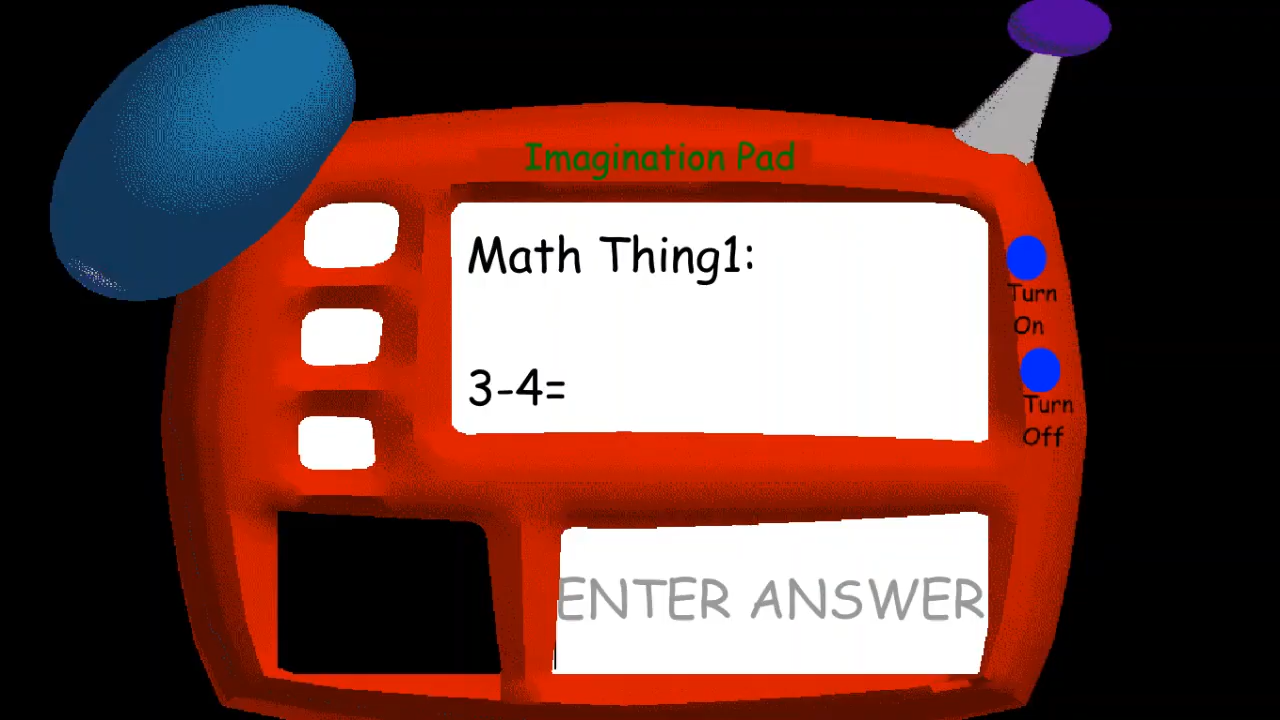 Imagination Pad
Math Thing1:
3-4=
Turn
On
Turn
Off
ENTER ANSWER